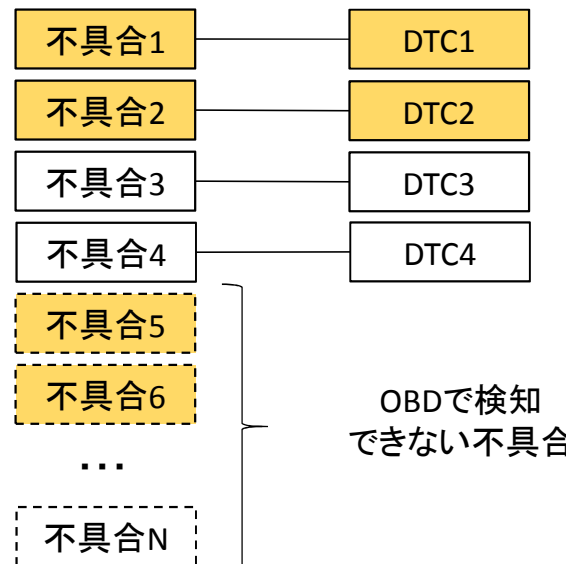 不具合1
DTC1
不具合2
DTC2
不具合3
DTC3
不具合4
DTC4
不具合5
不具合6
OBDで検知
できない不具合
...
不具合N